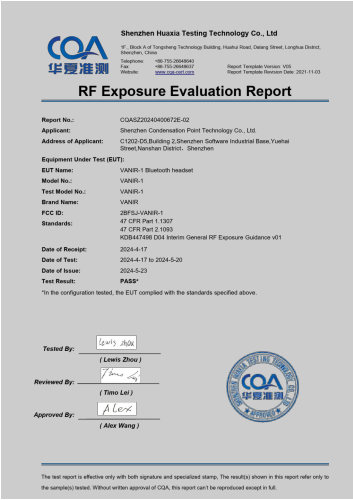 CQA
华夏准测
Shenzhen Huaxia Testing Technology Co., Ltd
1F., Block A of Tongsheng Technology Building, Huahui Road, Dalang Street, Longhua District,
Shenzhen, China
Telephone: +86-755-26648640
Fax: +86-755-26648637 Report Template Version: V05
Website: www.cqa-cert.com Report Template Revision Date: 2021-11-03
RF Exposure Evaluation Report
Report No.: CQASZ20240400672E-02
Applicant: Shenzhen Condensation Point Technology Co., Ltd.
Address of Applicant: C1202-D5,Building 2,Shenzhen Software Industrial Base,Yuehai
Street,Nanshan District，Shenzhen
Equipment Under Test (EUT):
EUT Name: VANIR-1 Bluetooth headset
Model No.: VANIR-1
Test Model No.: VANIR-1
Brand Name: VANIR
FCC ID: 2BFSJ-VANIR-1
Standards: 47 CFR Part 1.1307
47 CFR Part 2.1093
KDB447498 D04 Interim General RF Exposure Guidance v01
Date of Receipt: 2024-4-17
Date of Test: 2024-4-17 to 2024-5-20
Date of Issue: 2024-5-23
Test Result: PASS*
*In the configuration tested, the EUT complied with the standards specified above.
Lewis zhou
Tested By:
( Lewis Zhou )
Reviewed By:
( Timo Lei )
Alex
Approved By:
( Alex Wang )
SHENZHEN HUAXIA TESTING TECHNOLOGY CO., LTD
CQA
华夏准测
APPROVED
The test report is effective only with both signature and specialized stamp, The result(s) shown in this report refer only to
the sample(s) tested. Without written approval of CQA, this report can't be reproduced except in full.